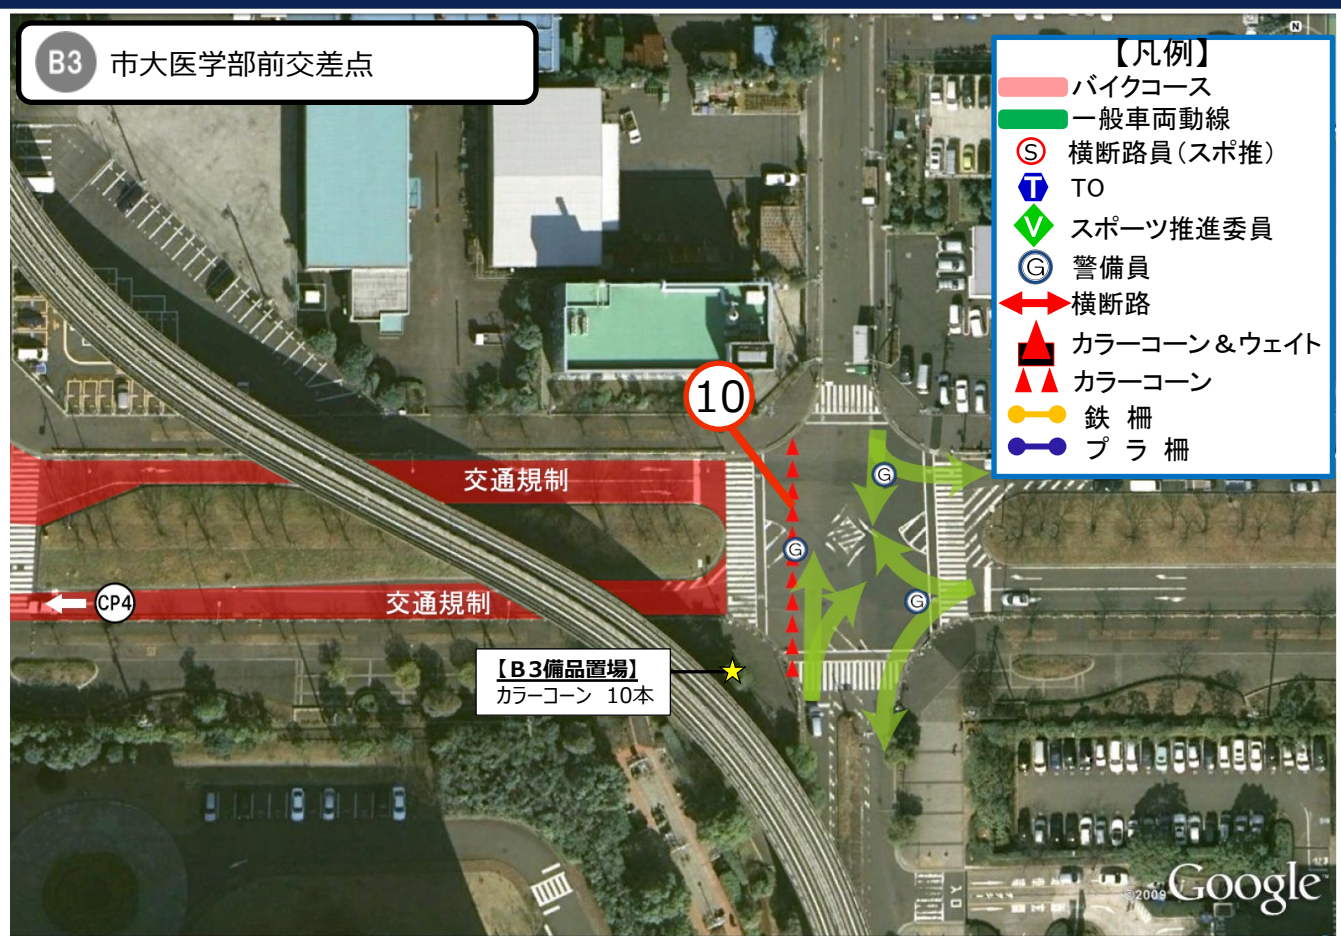 B3 市大医学部前交差点
N
【凡例】
バイクコース
一般車両動線
S 横断路員(スポ推)
T TO
V スポーツ推進委員
G 警備員
横断路
カラーコーン&ウェイト
カラーコーン
鉄 柵
プ ラ 柵
10
交通規制
G
G
CP4
交通規制
G
【B3備品置場】
カラーコーン 10本
入口
©2009 Google